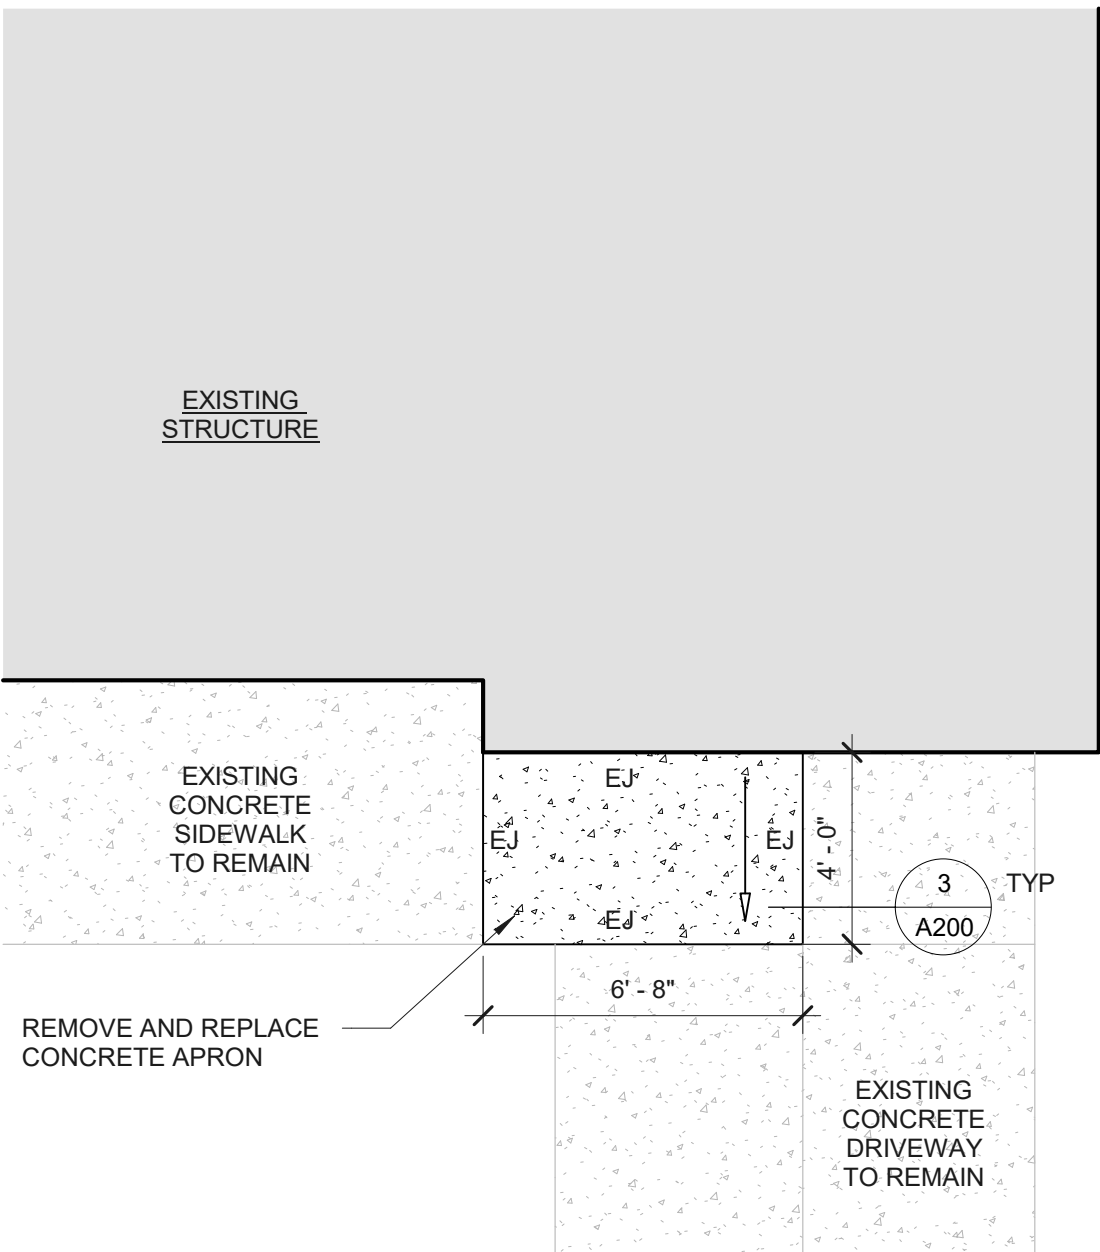 EXISTING
STRUCTURE
EXISTING
CONCRETE
SIDEWALK
TO REMAIN
EJ
EJ
EJ
EJ
4' - 0"
3
A200
TYP
6' - 8"
REMOVE AND REPLACE
CONCRETE APRON
EXISTING
CONCRETE
DRIVEWAY
TO REMAIN